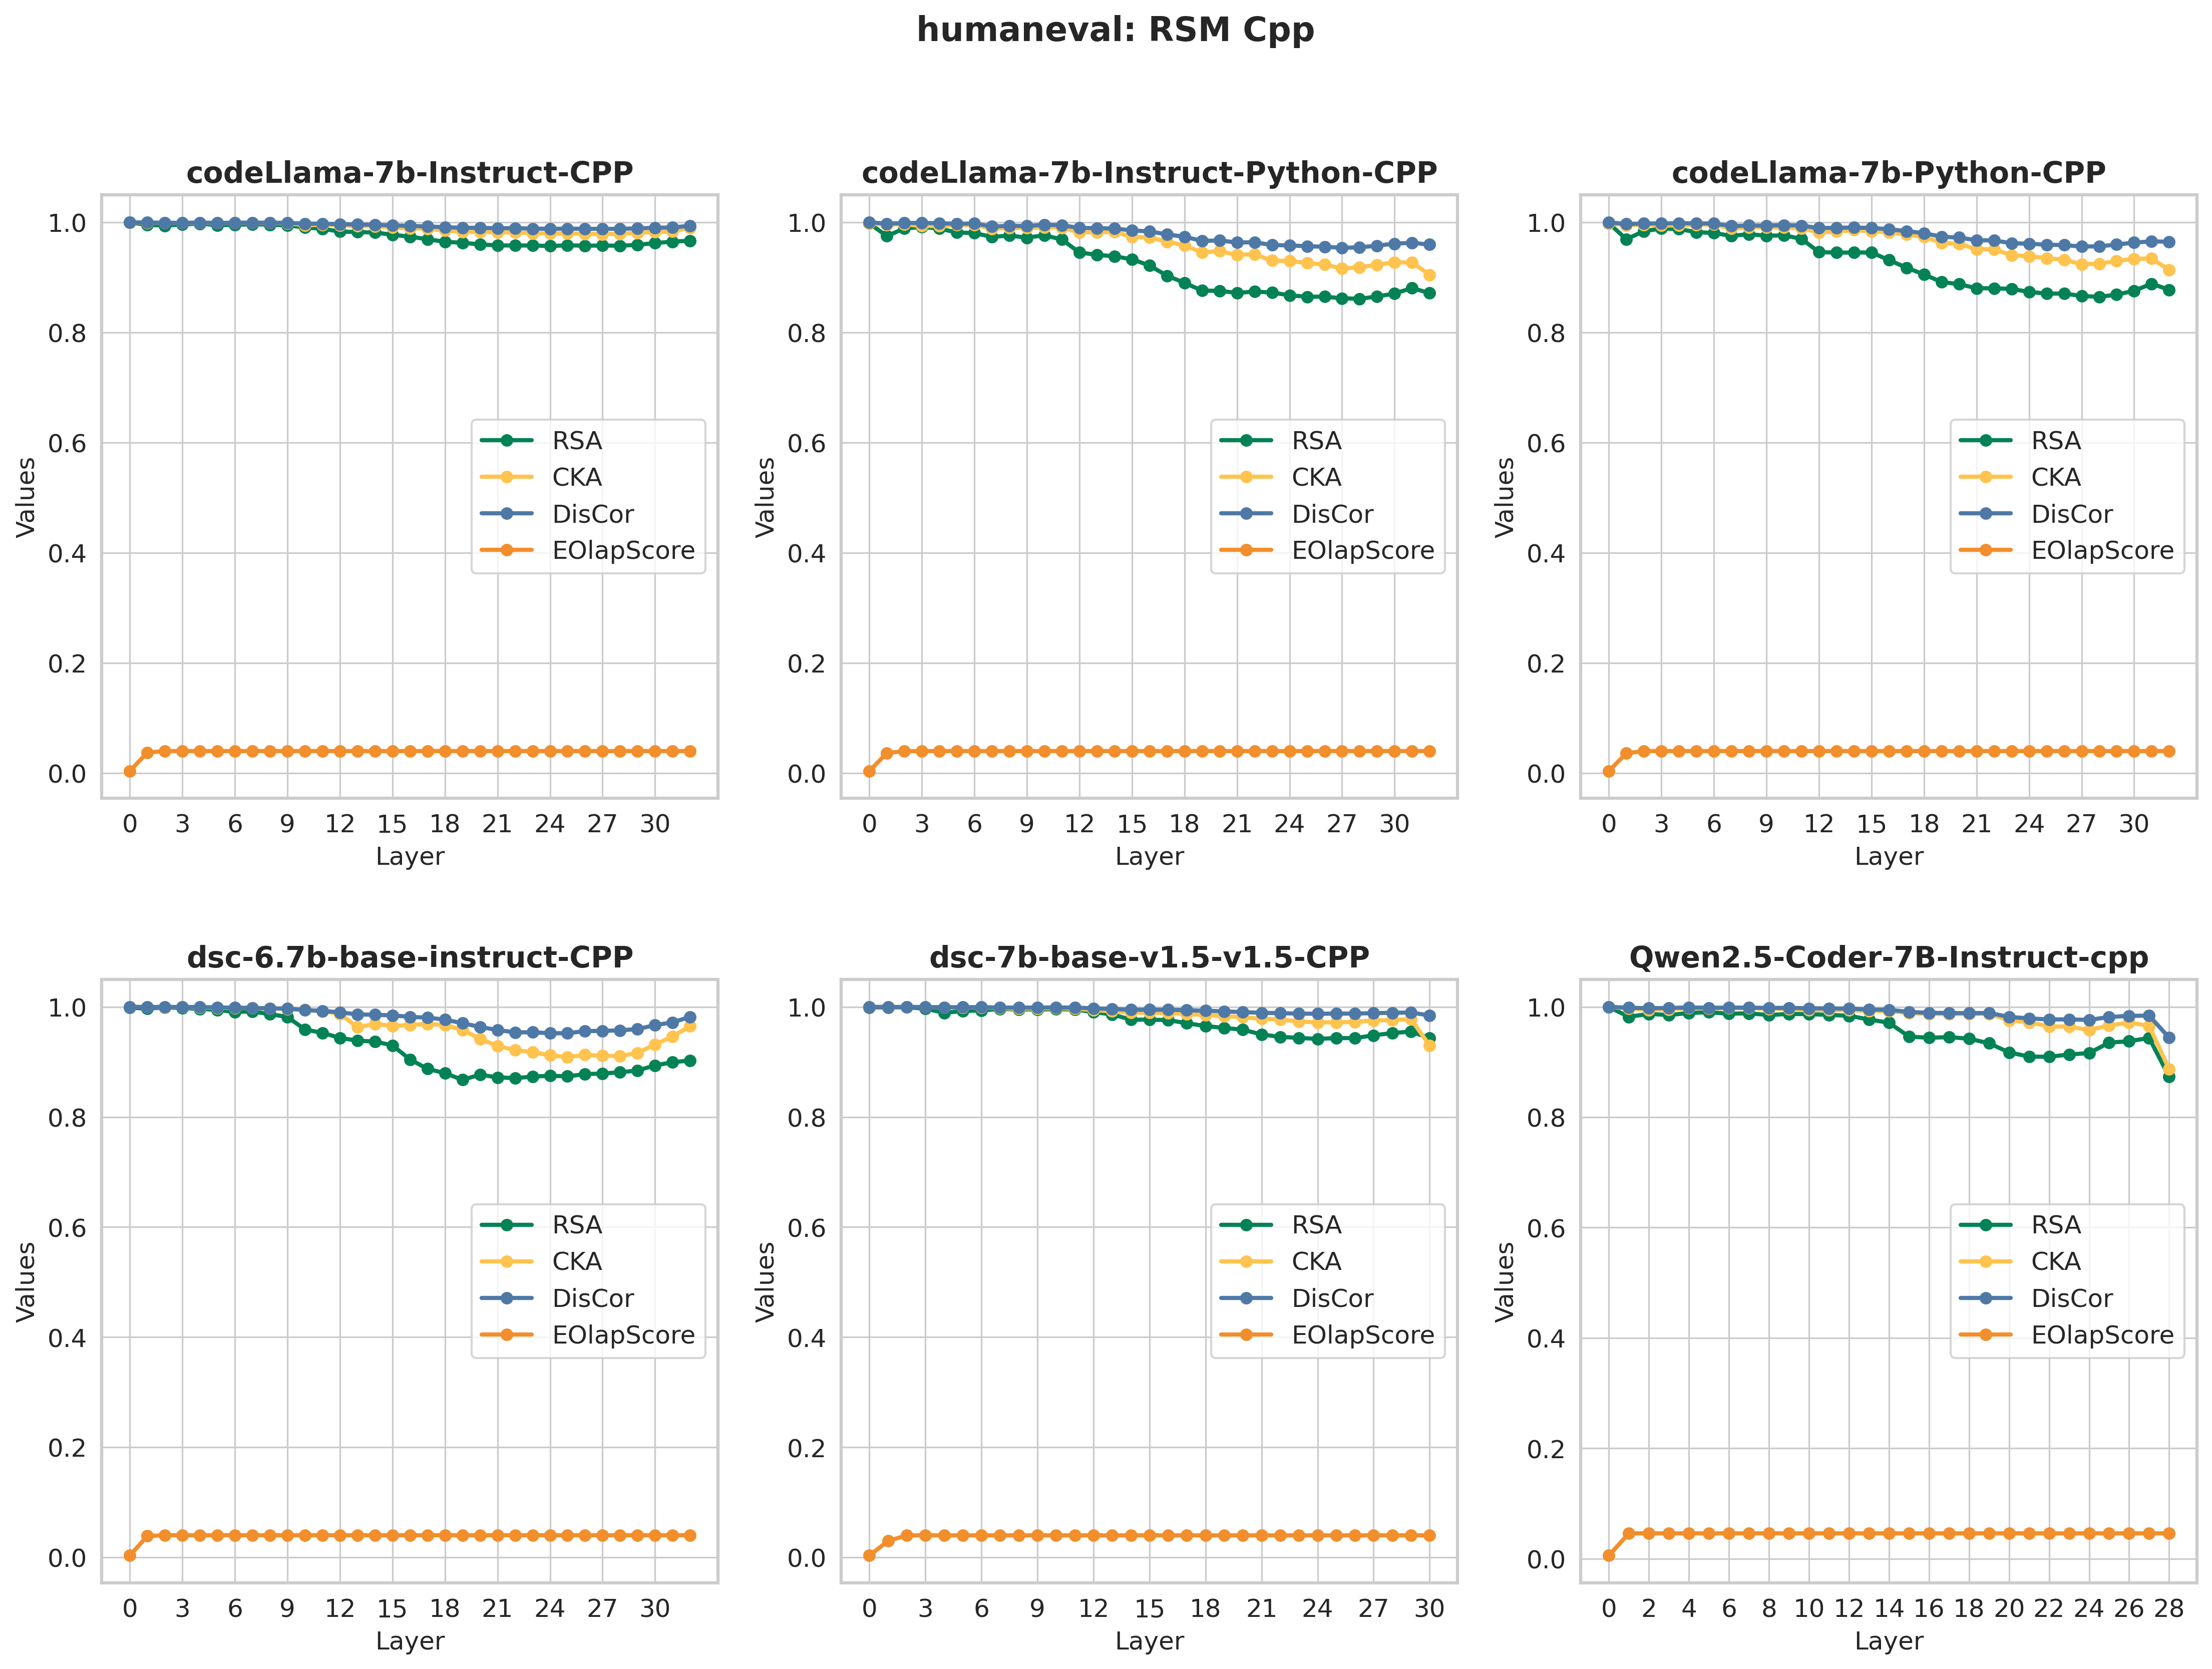 humaneval: RSM Cpp
codeLlama-7b-Instruct-CPP
1.0
0.8
0.6
0.4
0.2
0.0
Values
RSA
CKA
DisCor
EOlapScore
0 3 6 9 12 15 18 21 24 27 30
Layer
codeLlama-7b-Instruct-Python-CPP
1.0
0.8
0.6
0.4
0.2
0.0
Values
RSA
CKA
DisCor
EOlapScore
0 3 6 9 12 15 18 21 24 27 30
Layer
codeLlama-7b-Python-CPP
1.0
0.8
0.6
0.4
0.2
0.0
Values
RSA
CKA
DisCor
EOlapScore
0 3 6 9 12 15 18 21 24 27 30
Layer
dsc-6.7b-base-instruct-CPP
1.0
0.8
0.6
0.4
0.2
0.0
Values
RSA
CKA
DisCor
EOlapScore
0 3 6 9 12 15 18 21 24 27 30
Layer
dsc-7b-base-v1.5-v1.5-CPP
1.0
0.8
0.6
0.4
0.2
0.0
Values
RSA
CKA
DisCor
EOlapScore
0 3 6 9 12 15 18 21 24 27 30
Layer
Qwen2.5-Coder-7B-Instruct-cpp
1.0
0.8
0.6
0.4
0.2
0.0
Values
RSA
CKA
DisCor
EOlapScore
0 2 4 6 8 10 12 14 16 18 20 22 24 26 28
Layer